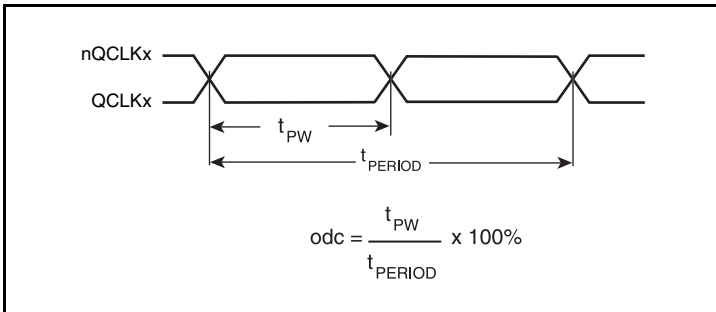 nQCLKx
QCLKx
tPW
tPERIOD
odc = tPW / tPERIOD x 100%